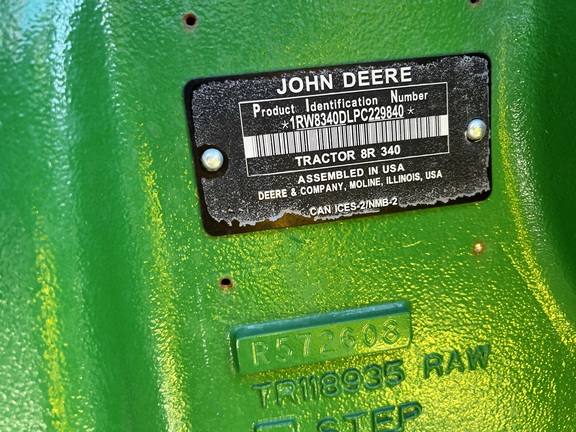 JOHN DEERE
Product Identification Number
*1RW8340DLPC229840*
TRACTOR 8R 340
ASSEMBLED IN USA
DEERE & COMPANY, MOLINE, ILLINOIS, USA
CAN ICES-2/NMB-2
R572608
TR118935 RAW
STEP